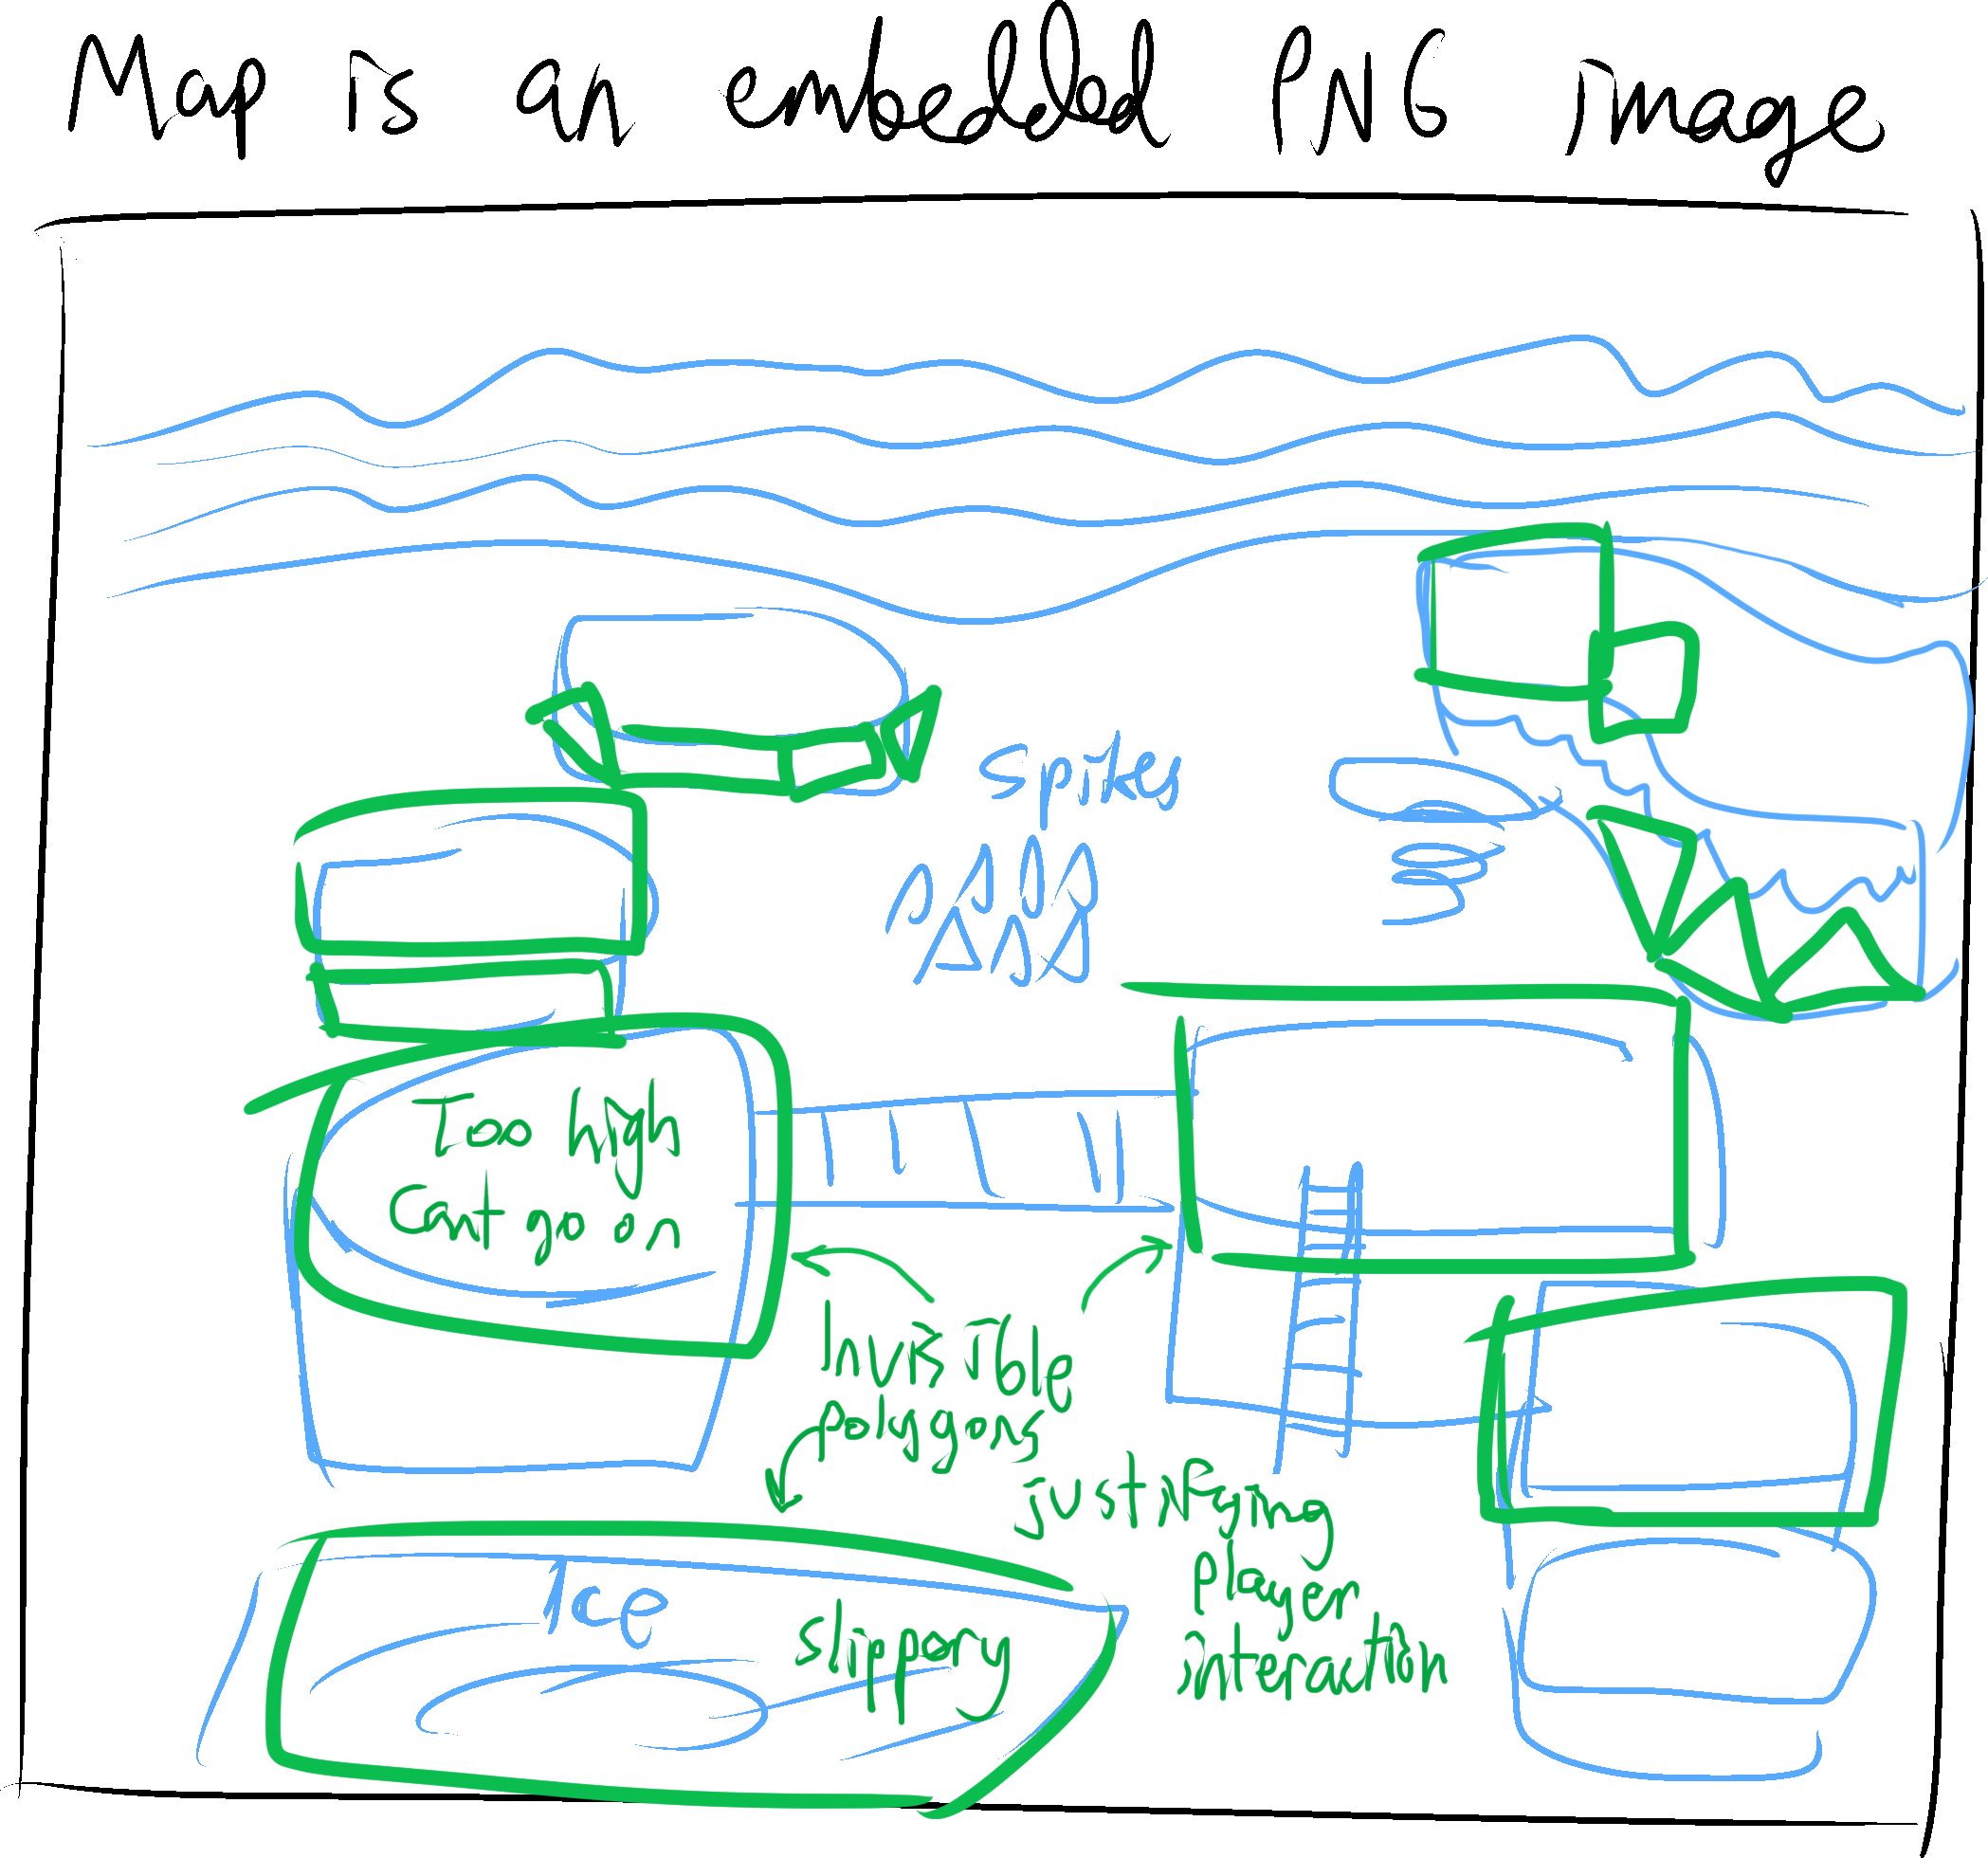 Map is an embedded PNG image
Spikes
Too high
Cant go on
Invisible
polygons
justifying
player
interaction
Ice
Slippery